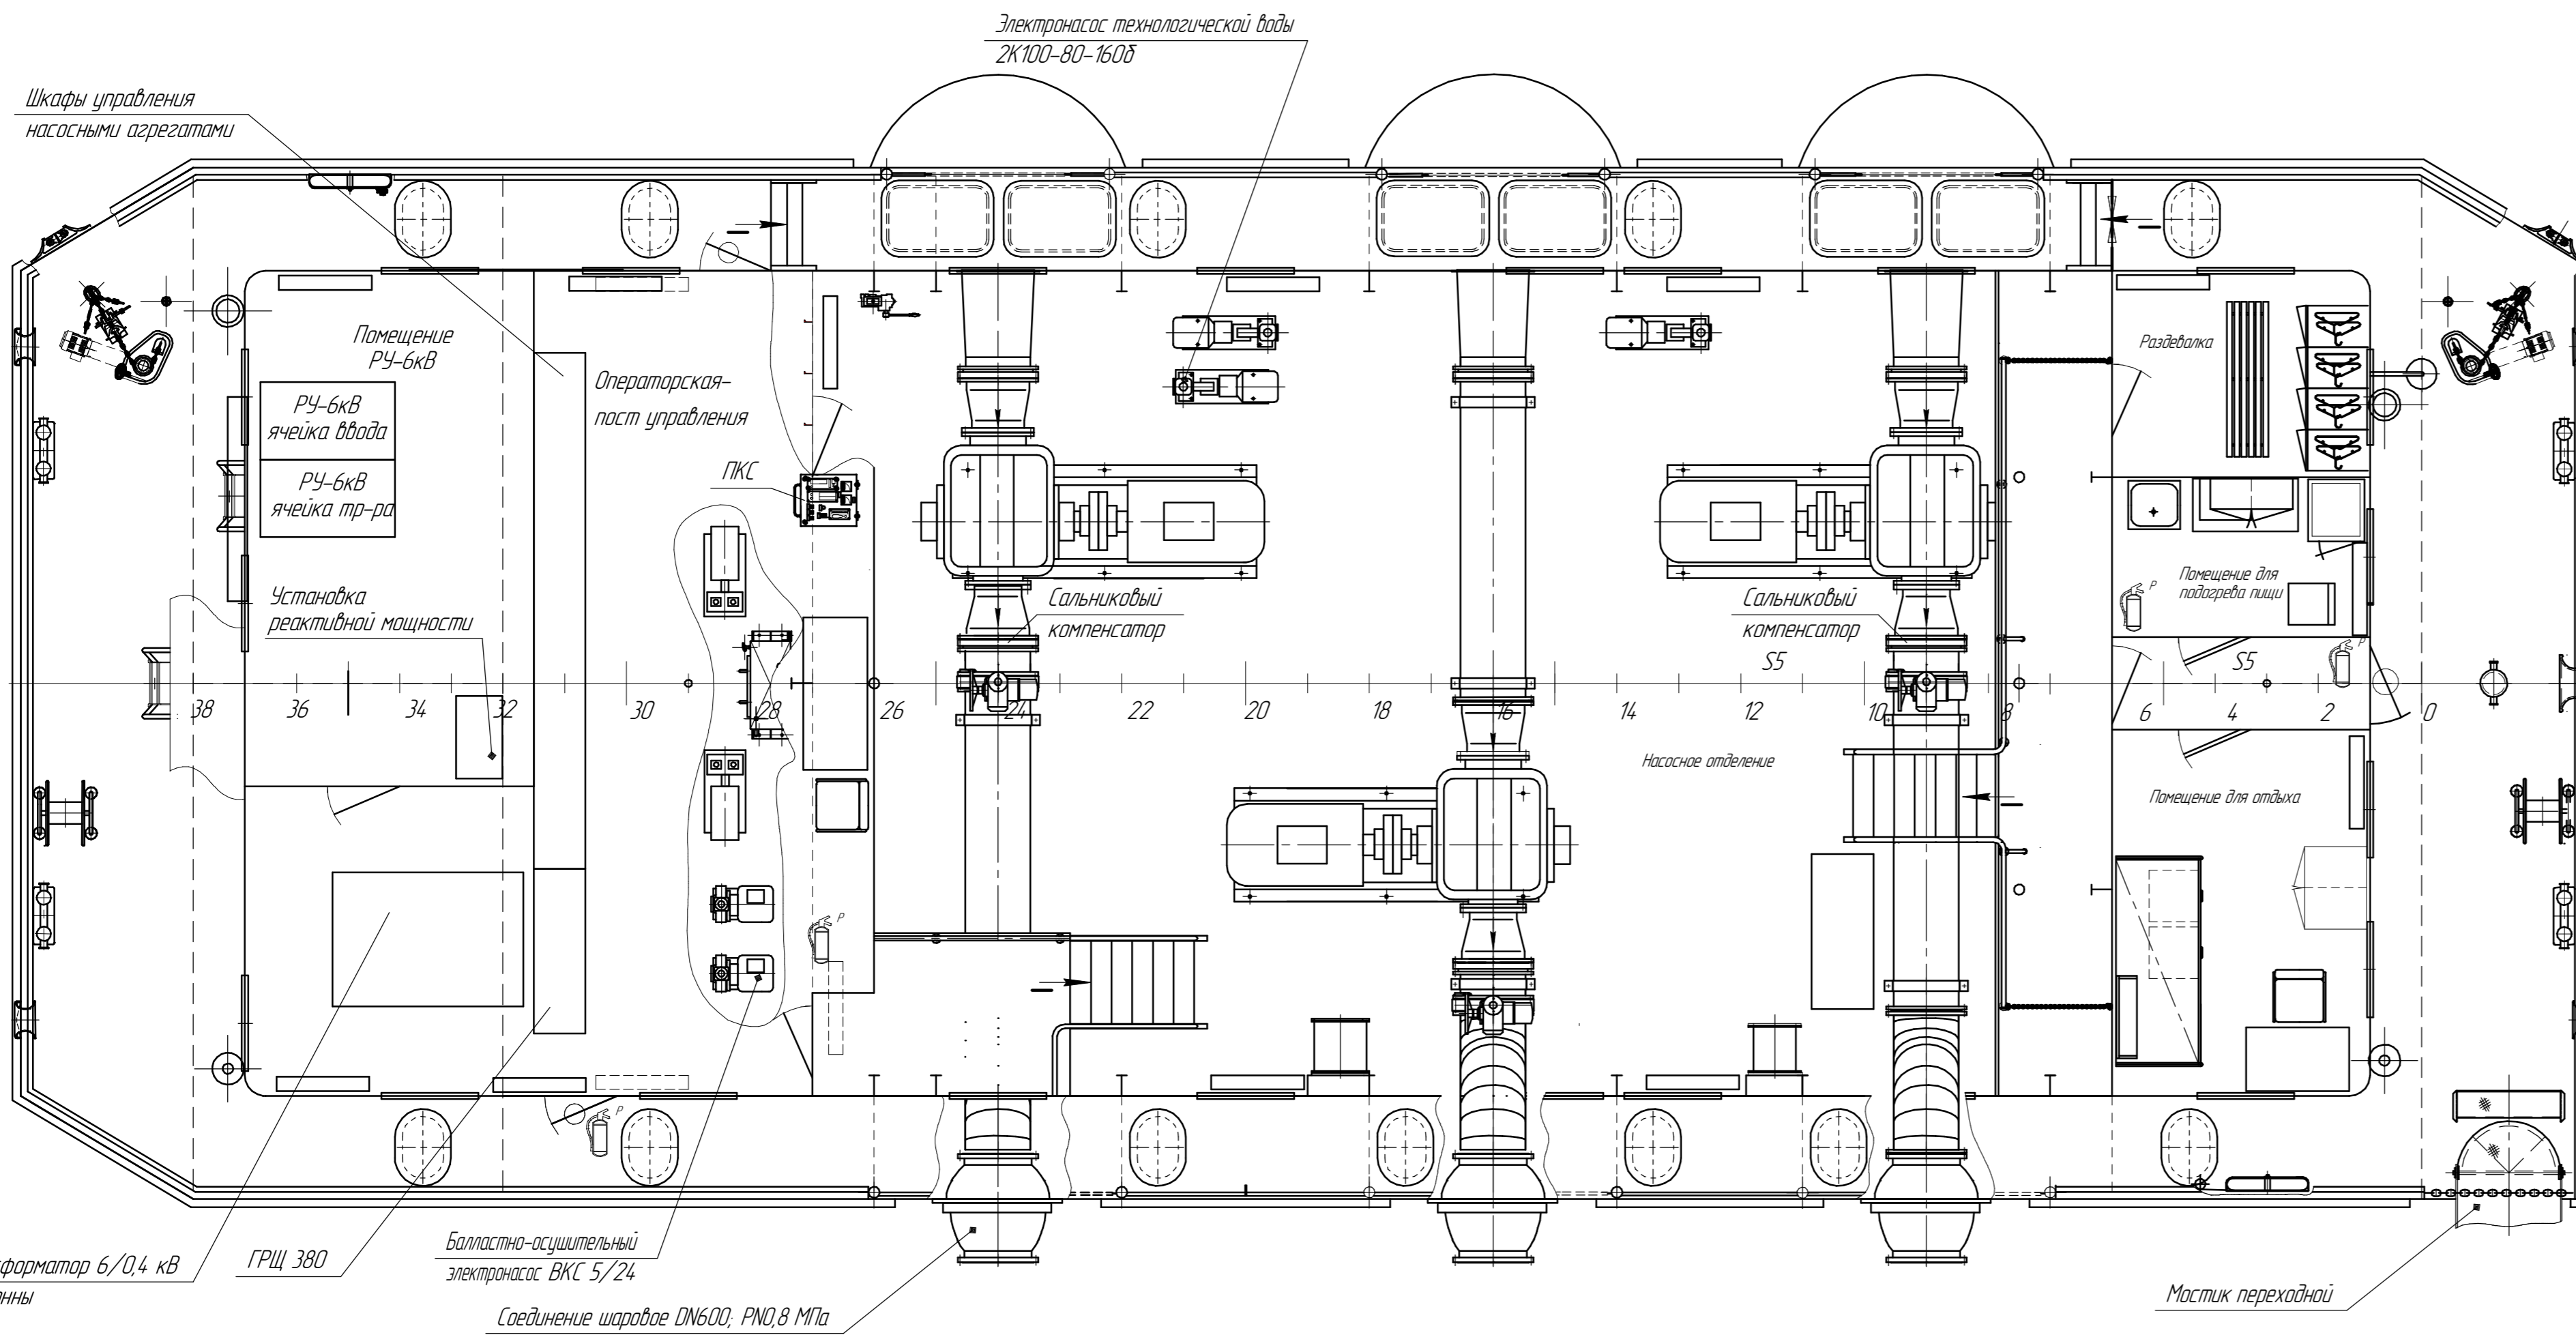 Электронасос технологической воды
2К100-80-160б
Шкафы управления
насосными агрегатами
Помещение
РУ-6кВ
РУ-6кВ
ячейка ввода
РУ-6кВ
ячейка тр-ра
Операторская-
пост управления
ПКС
Установка
реактивной мощности
Сальниковый
компенсатор
Сальниковый
компенсатор
Раздевалка
Помещение для
подогрева пищи
Р
Р
S5
S5
38
36
34
32
30
28
26
24
22
20
18
16
14
12
10
8
6
4
2
0
Насосное отделение
Помещение для отдыха
Р
Р
форматор 6/0,4 кВ
нны
ГРЩ 380
Балластно-осушительный
электронасос ВКС 5/24
Соединение шаровое DN600; PN0,8 МПа
Мостик переходной